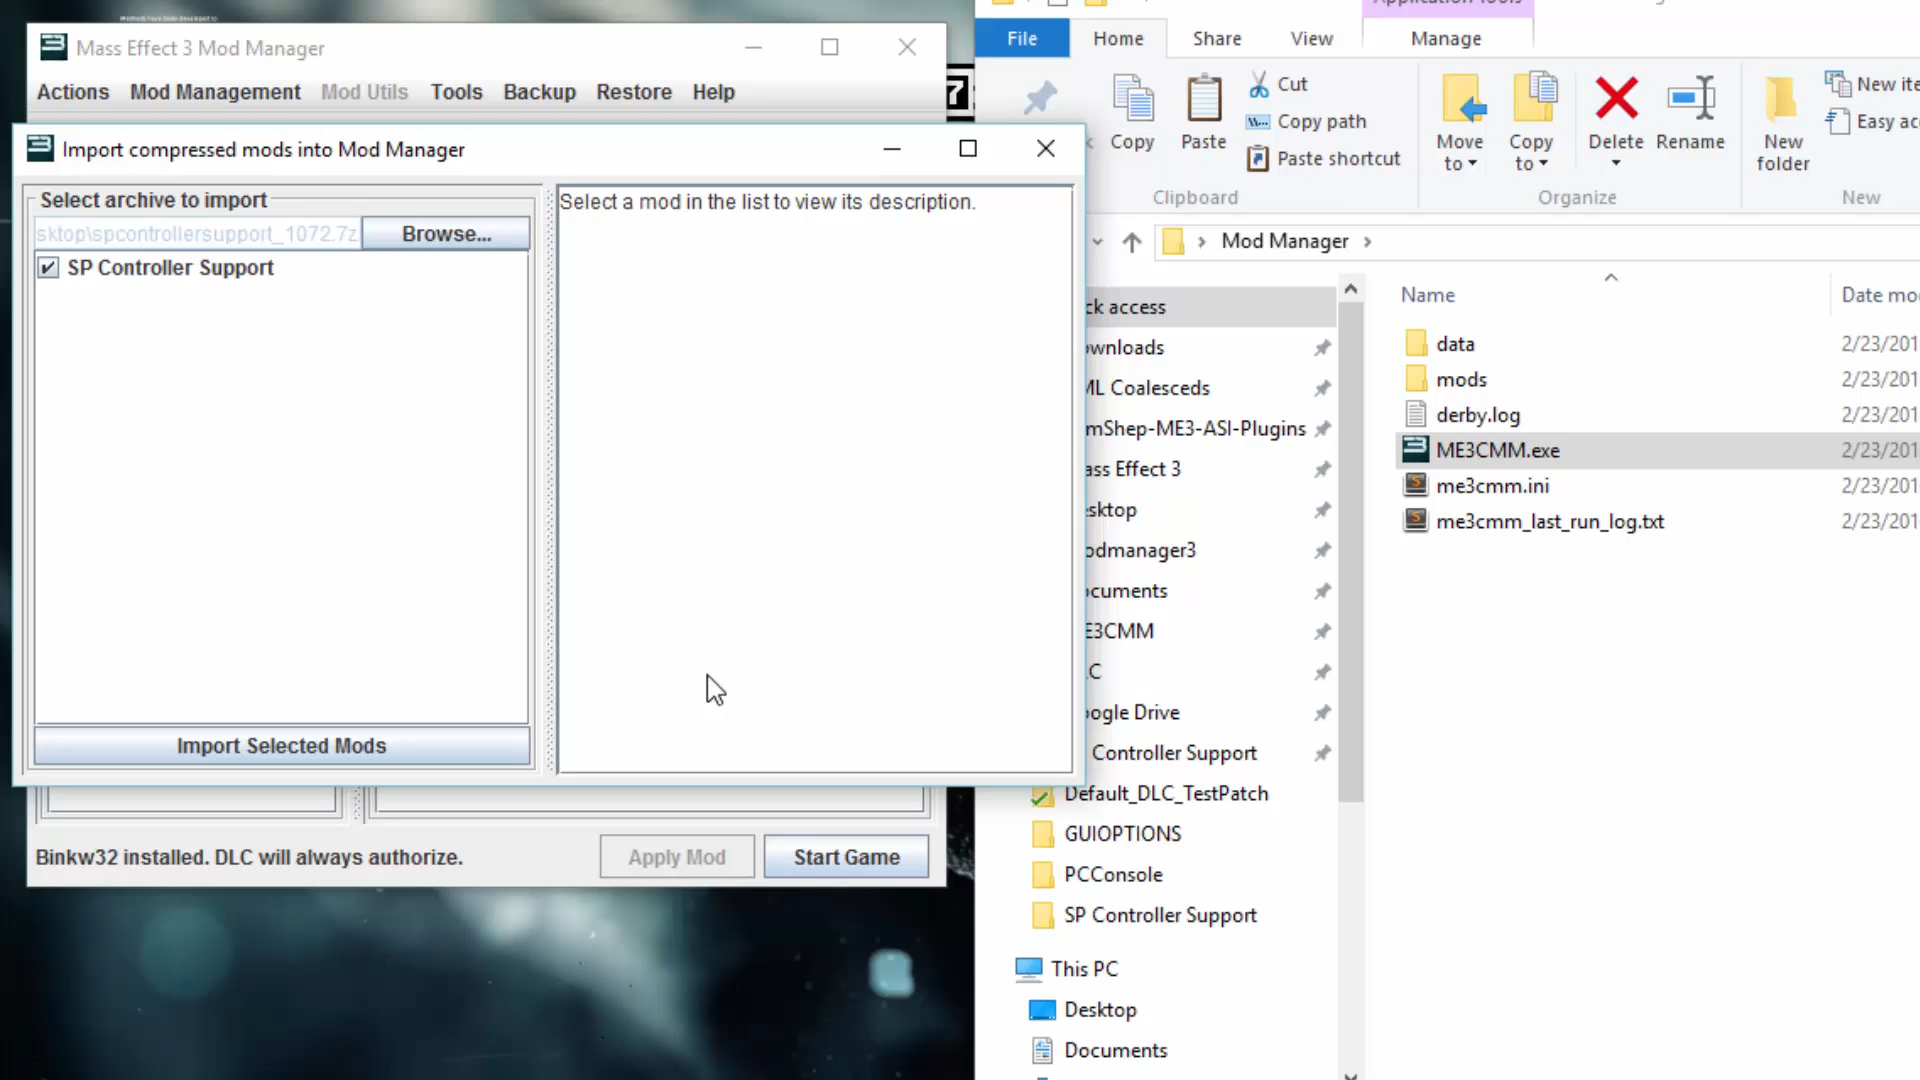 Mass Effect 3 Mod Manager
Actions Mod Management Mod Utils Tools Backup Restore Help
Import compressed mods into Mod Manager
Select archive to import
sktop\spcontrollersupport_1072.7z
Browse...
SP Controller Support
Import Selected Mods
Select a mod in the list to view its description.
Binkw32 installed. DLC will always authorize.
Apply Mod
Start Game
7
File Home Share View Manage
Copy
Paste
Cut
Copy path
Paste shortcut
Clipboard
Move to
Copy to
Delete
Rename
Organize
New folder
New ite
Easy ac
New
Mod Manager
ck access
ownloads
ML Coalesceds
mShep-ME3-ASI-Plugins
ass Effect 3
esktop
odmanager3
ocuments
E3CMM
C
oogle Drive
Controller Support
Default_DLC_TestPatch
GUIOPTIONS
PCConsole
SP Controller Support
This PC
Desktop
Documents
Name Date mo
data 2/23/201
mods 2/23/201
derby.log 2/23/201
ME3CMM.exe 2/23/201
me3cmm.ini 2/23/201
me3cmm_last_run_log.txt 2/23/201